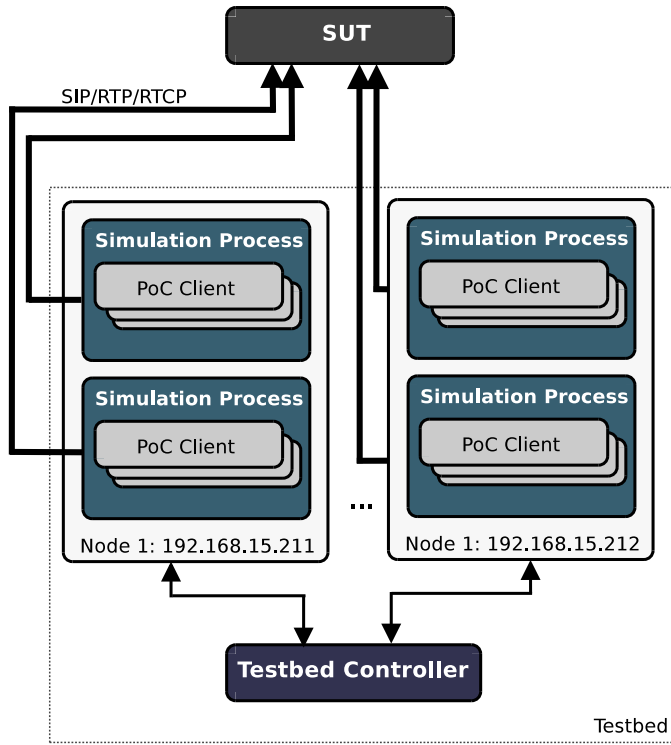 SUT
SIP/RTP/RTCP
Simulation Process
PoC Client
Simulation Process
PoC Client
Node 1: 192.168.15.211
...
Simulation Process
PoC Client
Simulation Process
PoC Client
Node 1: 192.168.15.212
Testbed Controller
Testbed